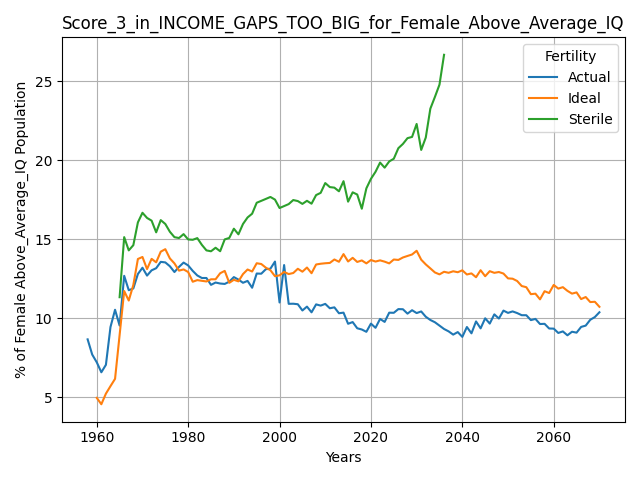 Score_3_in_INCOME_GAPS_TOO_BIG_for_Female_Above_Average_IQ
Fertility
Actual
Ideal
Sterile
% of Female Above_Average_IQ Population
25
20
15
10
5
1960 1980 2000 2020 2040 2060
Years